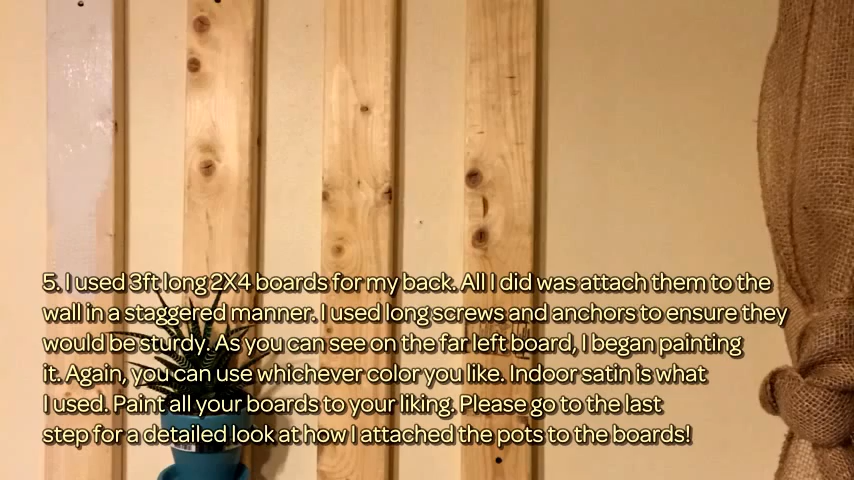 5. I used 3ft long 2X4 boards for my back. All I did was attach them to the
wall in a staggered manner. I used long screws and anchors to ensure they
would be sturdy. As you can see on the far left board, I began painting
it. Again, you can use whichever color you like. Indoor satin is what
I used. Paint all your boards to your liking. Please go to the last
step for a detailed look at how I attached the pots to the boards!